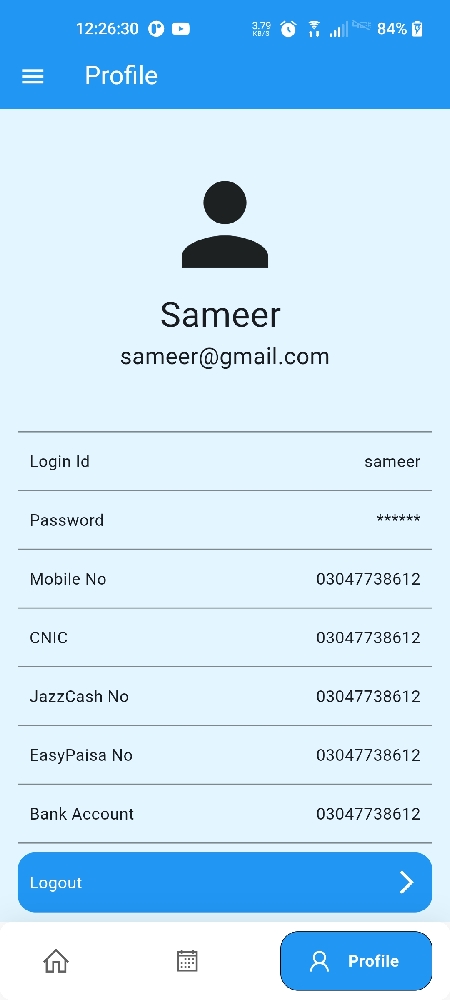 12:26:30 3.79 KB/S 84%
Profile
Sameer
sameer@gmail.com
Login Id sameer
Password ******
Mobile No 03047738612
CNIC 03047738612
JazzCash No 03047738612
EasyPaisa No 03047738612
Bank Account 03047738612
Logout
Profile